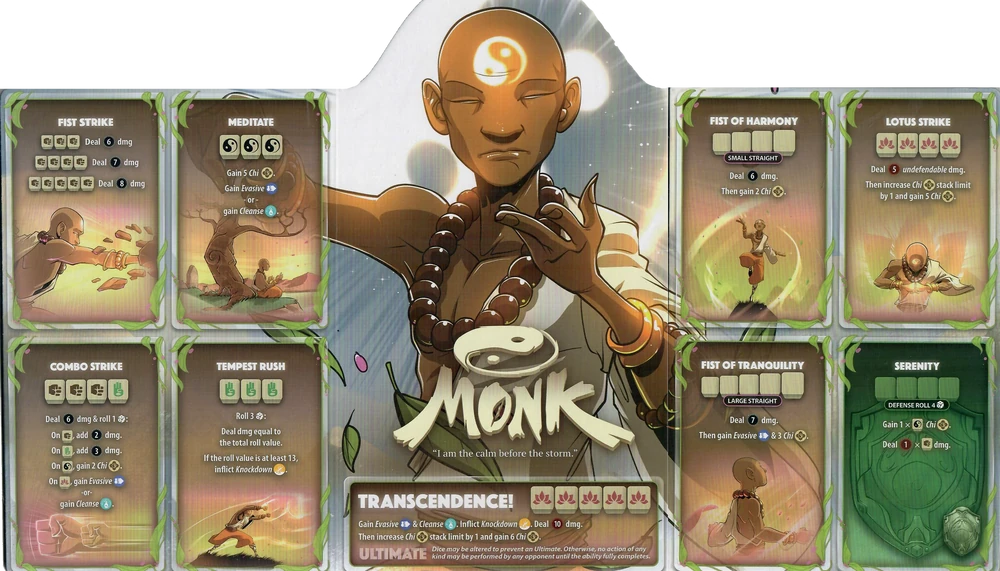 FIST STRIKE
Deal 6 dmg
Deal 7 dmg
Deal 8 dmg
MEDITATE
Gain 5 Chi.
Gain Evasive
-or-
gain Cleanse.
COMBO STRIKE
Deal 6 dmg & roll 1:
On , add 2 dmg.
On , add 3 dmg.
On , gain 2 Chi.
On , gain Evasive
-or-
gain Cleanse.
TEMPEST RUSH
Roll 3:
Deal dmg equal to
the total roll value.
If the roll value is at least 13,
inflict Knockdown.
MONK
"I am the calm before the storm."
TRANSCENDENCE!
Gain Evasive & Cleanse. Inflict Knockdown. Deal 10 dmg.
Then increase Chi stack limit by 1 and gain 6 Chi.
ULTIMATE
Dice may be altered to prevent an Ultimate. Otherwise, no action of any
kind may be performed by any opponent until the ability fully completes.
FIST OF HARMONY
SMALL STRAIGHT
Deal 6 dmg.
Then gain 2 Chi.
LOTUS STRIKE
Deal 5 undefendable dmg.
Then increase Chi stack limit
by 1 and gain 5 Chi.
FIST OF TRANQUILITY
LARGE STRAIGHT
Deal 7 dmg.
Then gain Evasive & 3 Chi.
SERENITY
DEFENSE ROLL 4
Gain 1 x Chi.
Deal 1 x dmg.